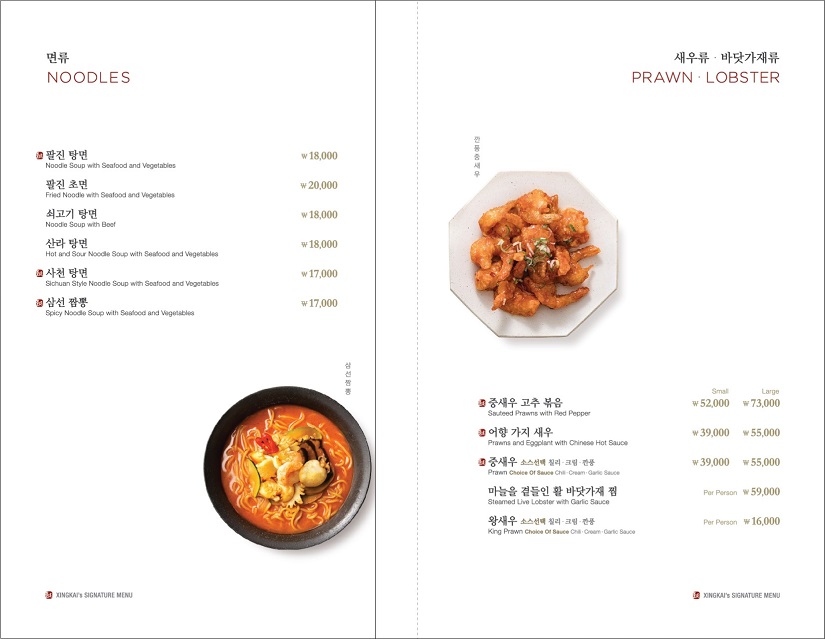 면류
NOODLES
팔진 탕면 ₩18,000
Noodle Soup with Seafood and Vegetables
팔진 초면 ₩20,000
Fried Noodle with Seafood and Vegetables
쇠고기 탕면 ₩18,000
Noodle Soup with Beef
산라 탕면 ₩18,000
Hot and Sour Noodle Soup with Seafood and Vegetables
사천 탕면 ₩17,000
Sichuan Style Noodle Soup with Seafood and Vegetables
삼선 짬뽕 ₩17,000
Spicy Noodle Soup with Seafood and Vegetables
삼선짬뽕
XINGKAI's SIGNATURE MENU
새우류 · 바닷가재류
PRAWN · LOBSTER
깐풍중새우
Small Large
중새우 고추 볶음 ₩52,000 ₩73,000
Sauteed Prawns with Red Pepper
어향 가지 새우 ₩39,000 ₩55,000
Prawns and Eggplant with Chinese Hot Sauce
중새우 소스선택 칠리 · 크림 · 깐풍 ₩39,000 ₩55,000
Prawn Choice Of Sauce Chili · Cream · Garlic Sauce
마늘을 곁들인 활 바닷가재 찜 Per Person ₩59,000
Steamed Live Lobster with Garlic Sauce
왕새우 소스선택 칠리 · 크림 · 깐풍 Per Person ₩16,000
King Prawn Choice Of Sauce Chili · Cream · Garlic Sauce
XINGKAI's SIGNATURE MENU